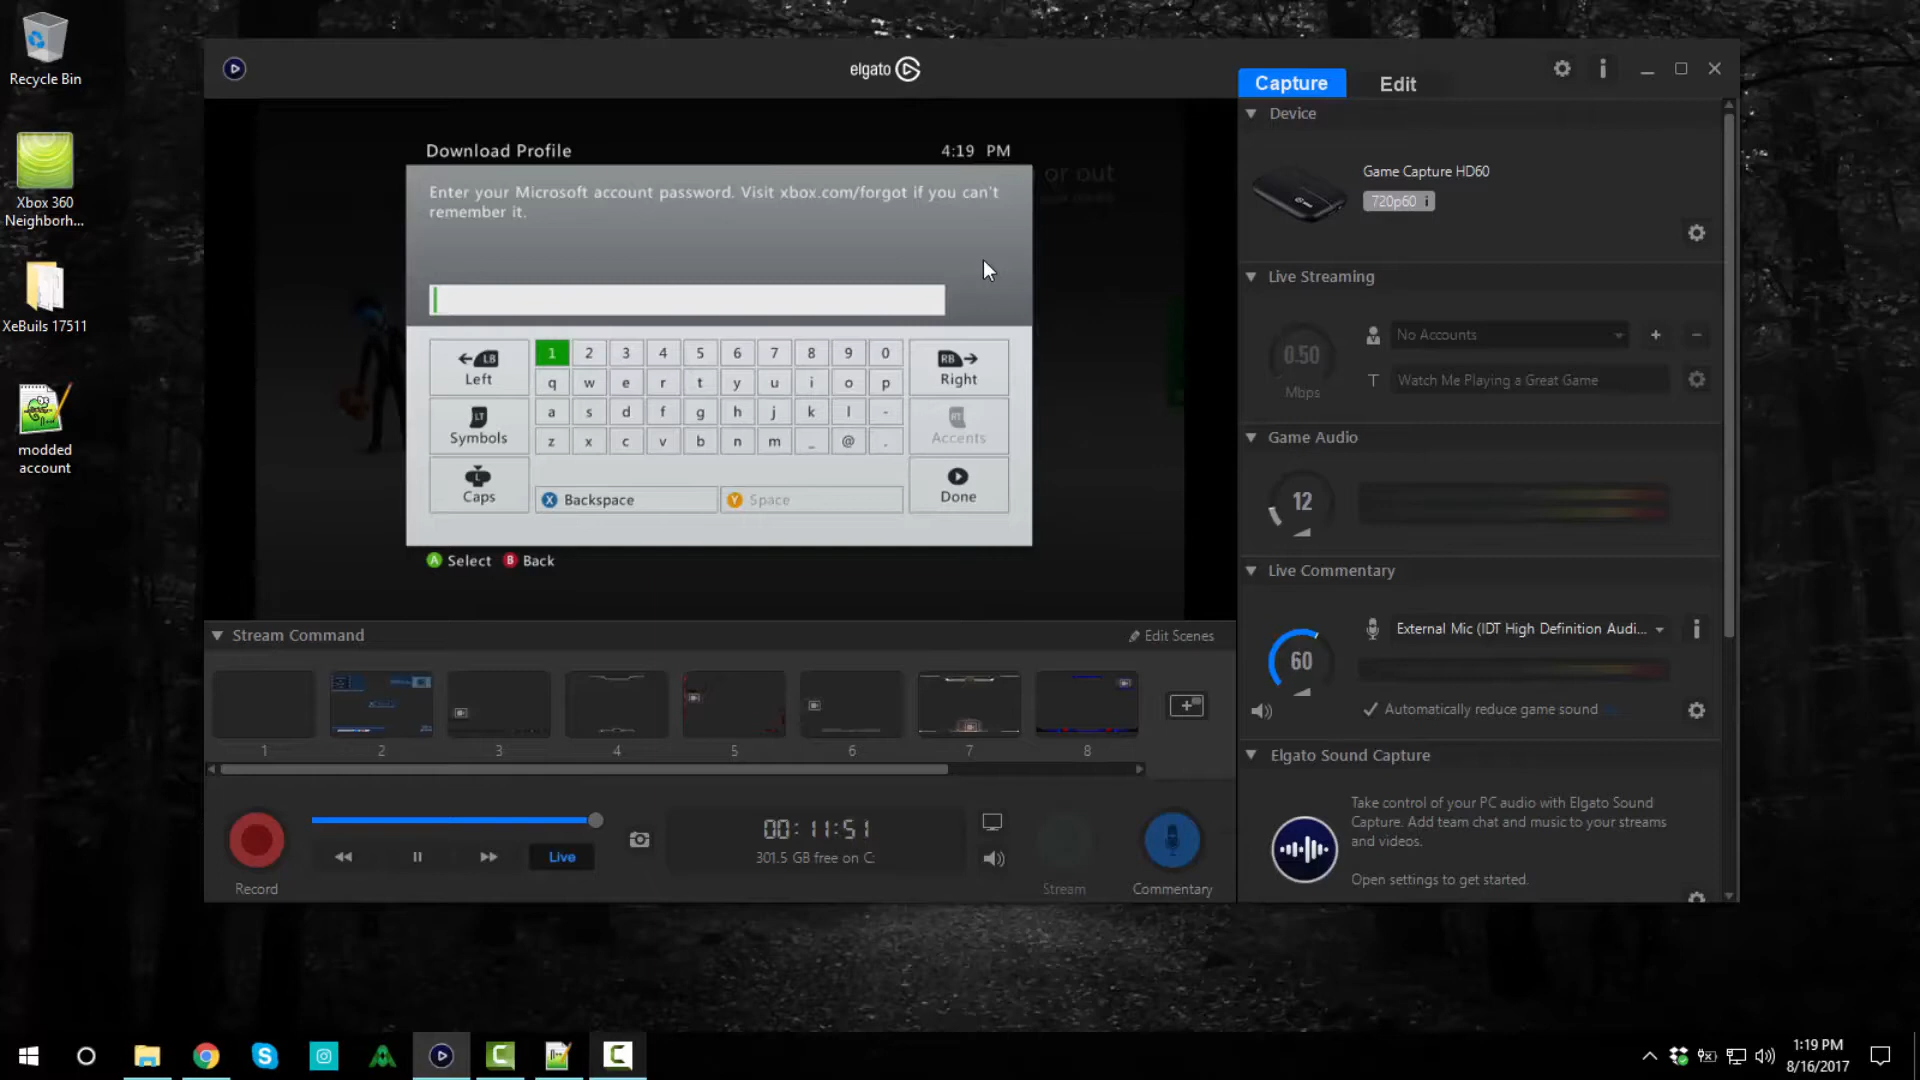 Recycle Bin
Xbox 360
Neighborh...
XeBuils 17511
modded
account
elgato
Capture
Edit
Download Profile
4:19 PM
or out
Enter your Microsoft account password. Visit xbox.com/forgot if you can't
remember it.
LB
Left
1 2 3 4 5 6 7 8 9 0
RB
Right
q w e r t y u i o p
LT
Symbols
a s d f g h j k l -
RT
Accents
z x c v b n m _ @ .
L
Caps
X Backspace
Y Space
Done
A Select B Back
Device
Game Capture HD60
720p60 i
Live Streaming
0.50
Mbps
No Accounts
+ -
T Watch Me Playing a Great Game
Game Audio
12
Live Commentary
External Mic (IDT High Definition Audi...
60
Automatically reduce game sound
Elgato Sound Capture
Take control of your PC audio with Elgato Sound
Capture. Add team chat and music to your streams
and videos.
Open settings to get started.
Stream Command
Edit Scenes
1 2 3 4 5 6 7 8
Record
Live
00:11:51
301.5 GB free on C:
Stream
Commentary
1:19 PM
8/16/2017